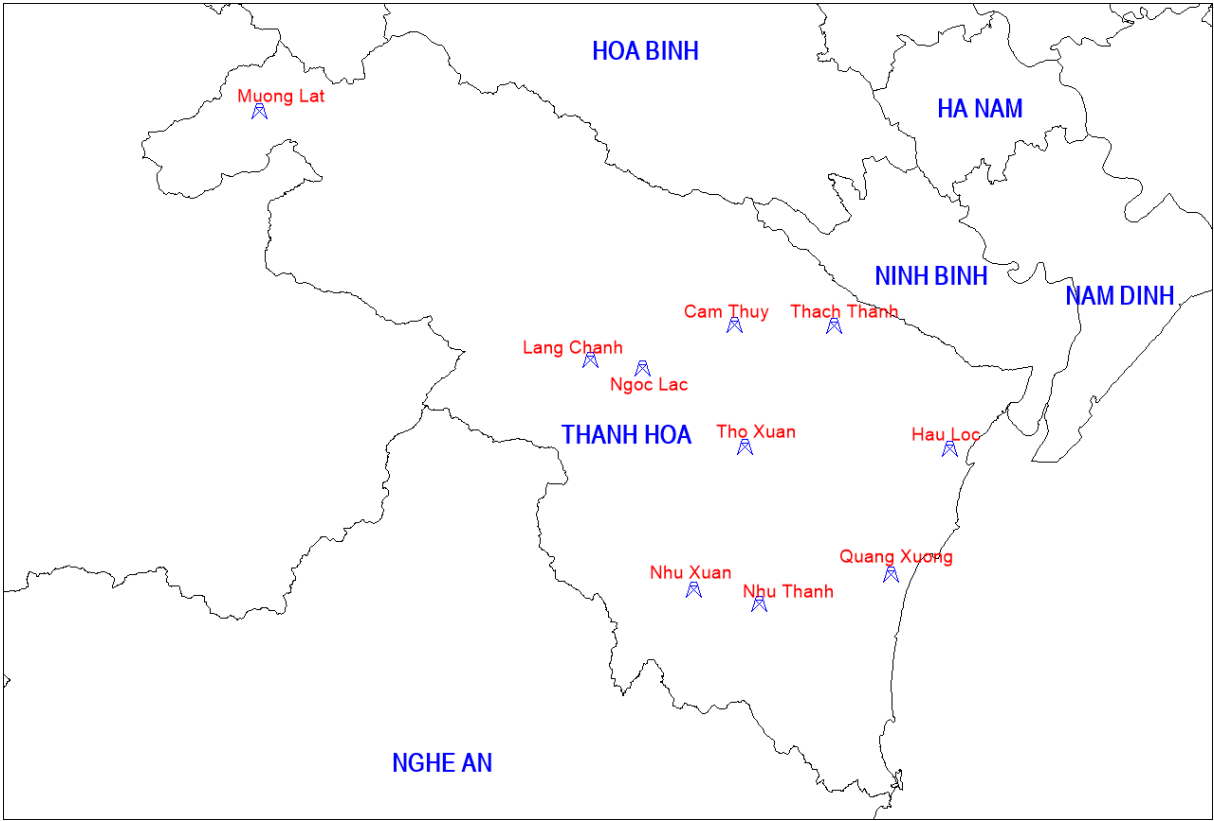 HOA BINH
Muong Lat
HA NAM
NINH BINH
NAM DINH
Cam Thuy
Thach Thanh
Lang Chanh
Ngoc Lac
THANH HOA
Tho Xuan
Hau Loc
Quang Xuong
Nhu Xuan
Nhu Thanh
NGHE AN